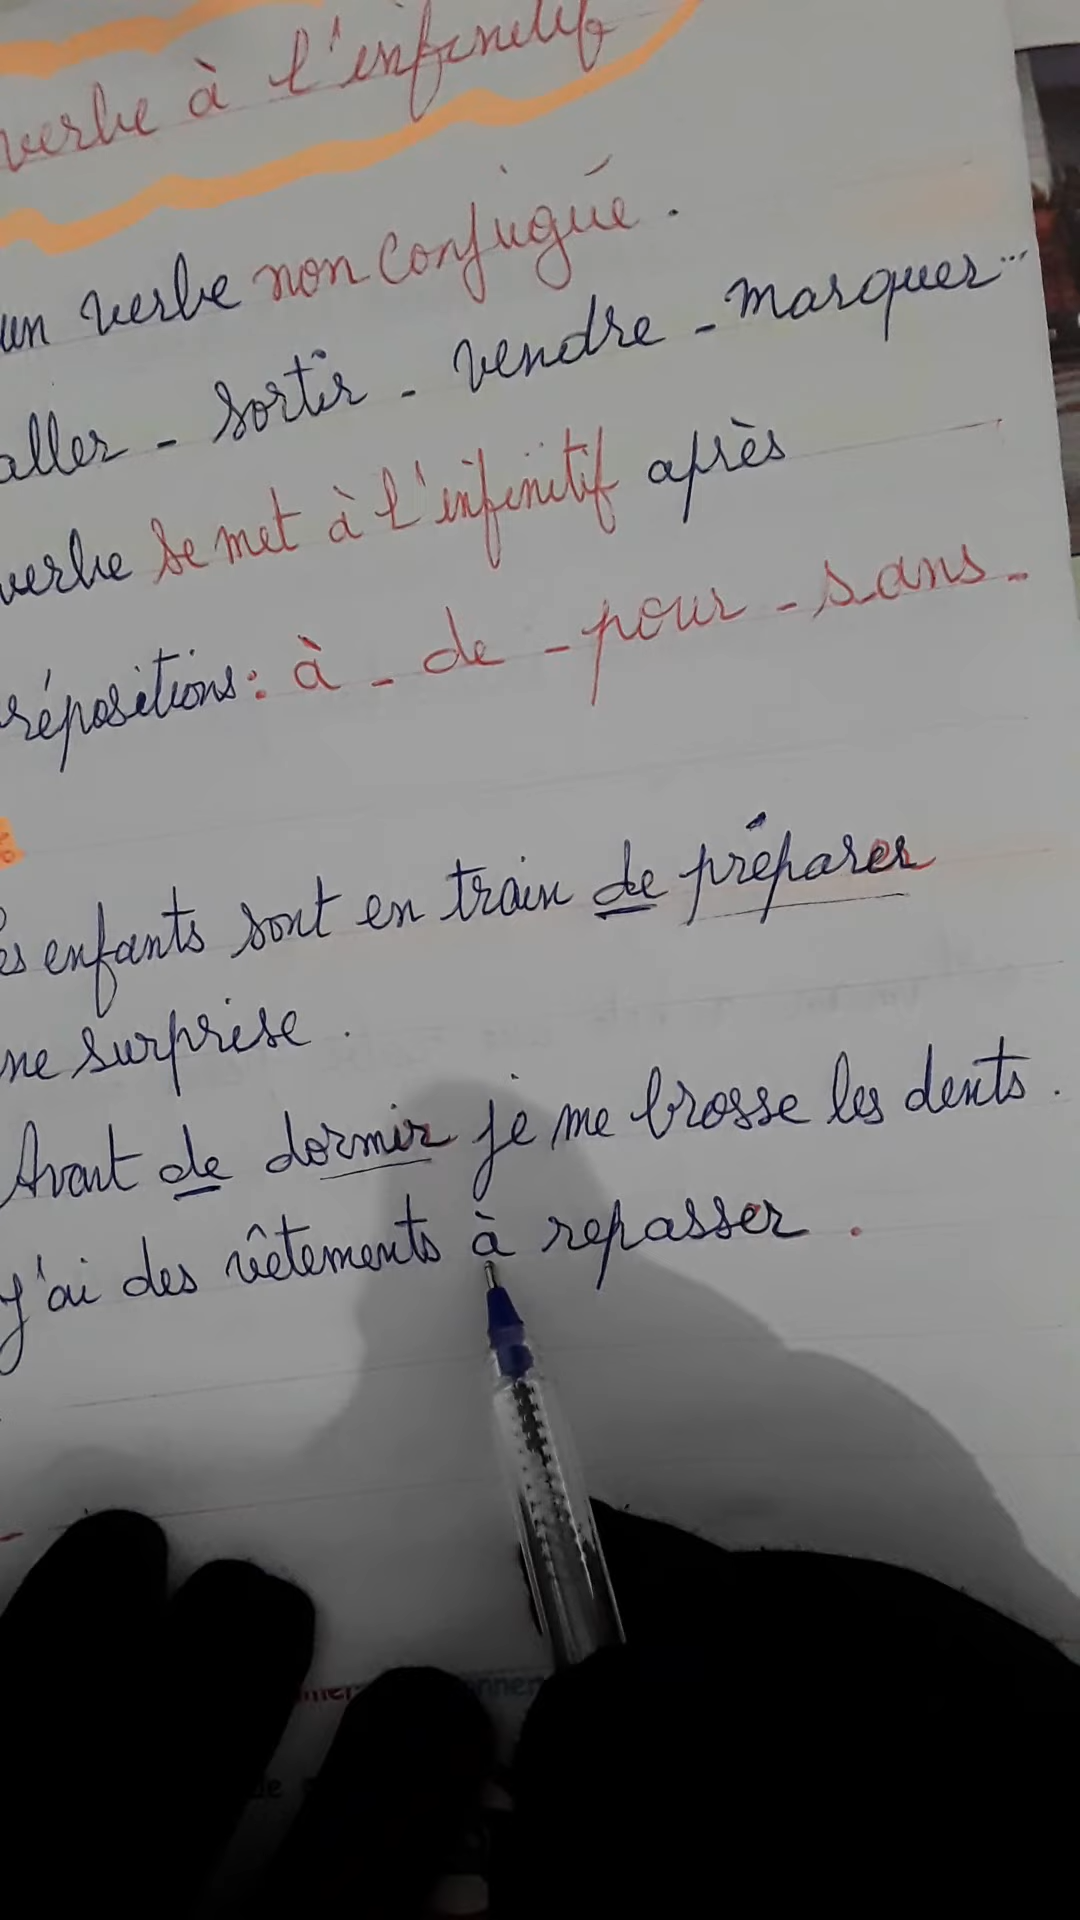 verbe à l'infinitif
un verbe non conjugué.
aller - sortir - vendre - marquer...
verbe se met à l'infinitif après
répositions: à - de - pour - sans -
es enfants sont en train de préparer
ne surprise.
Avant de dormir je me brosse les dents.
J'ai des vêtements à repasser.